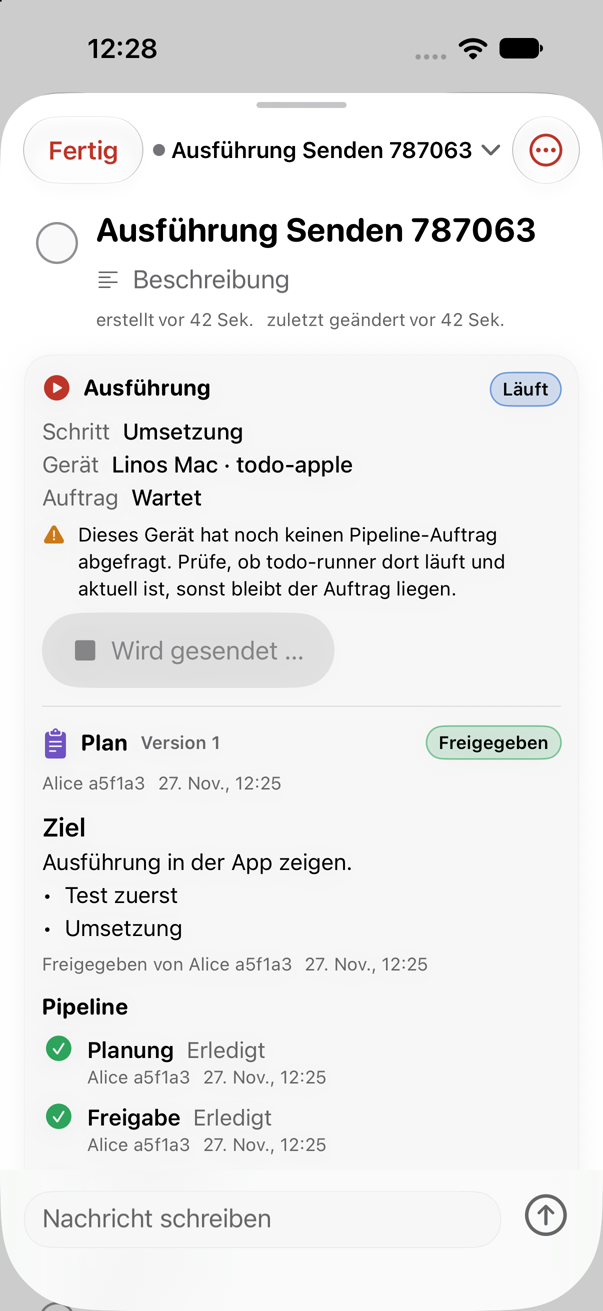 12:28
Fertig
Ausführung Senden 787063
Ausführung Senden 787063
Beschreibung
erstellt vor 42 Sek. zuletzt geändert vor 42 Sek.
Ausführung Läuft
Schritt Umsetzung
Gerät Linos Mac · todo-apple
Auftrag Wartet
Dieses Gerät hat noch keinen Pipeline-Auftrag
abgefragt. Prüfe, ob todo-runner dort läuft und
aktuell ist, sonst bleibt der Auftrag liegen.
Wird gesendet ...
Plan Version 1 Freigegeben
Alice a5f1a3 27. Nov., 12:25
Ziel
Ausführung in der App zeigen.
• Test zuerst
• Umsetzung
Freigegeben von Alice a5f1a3 27. Nov., 12:25
Pipeline
Planung Erledigt
Alice a5f1a3 27. Nov., 12:25
Freigabe Erledigt
Alice a5f1a3 27. Nov., 12:25
Nachricht schreiben